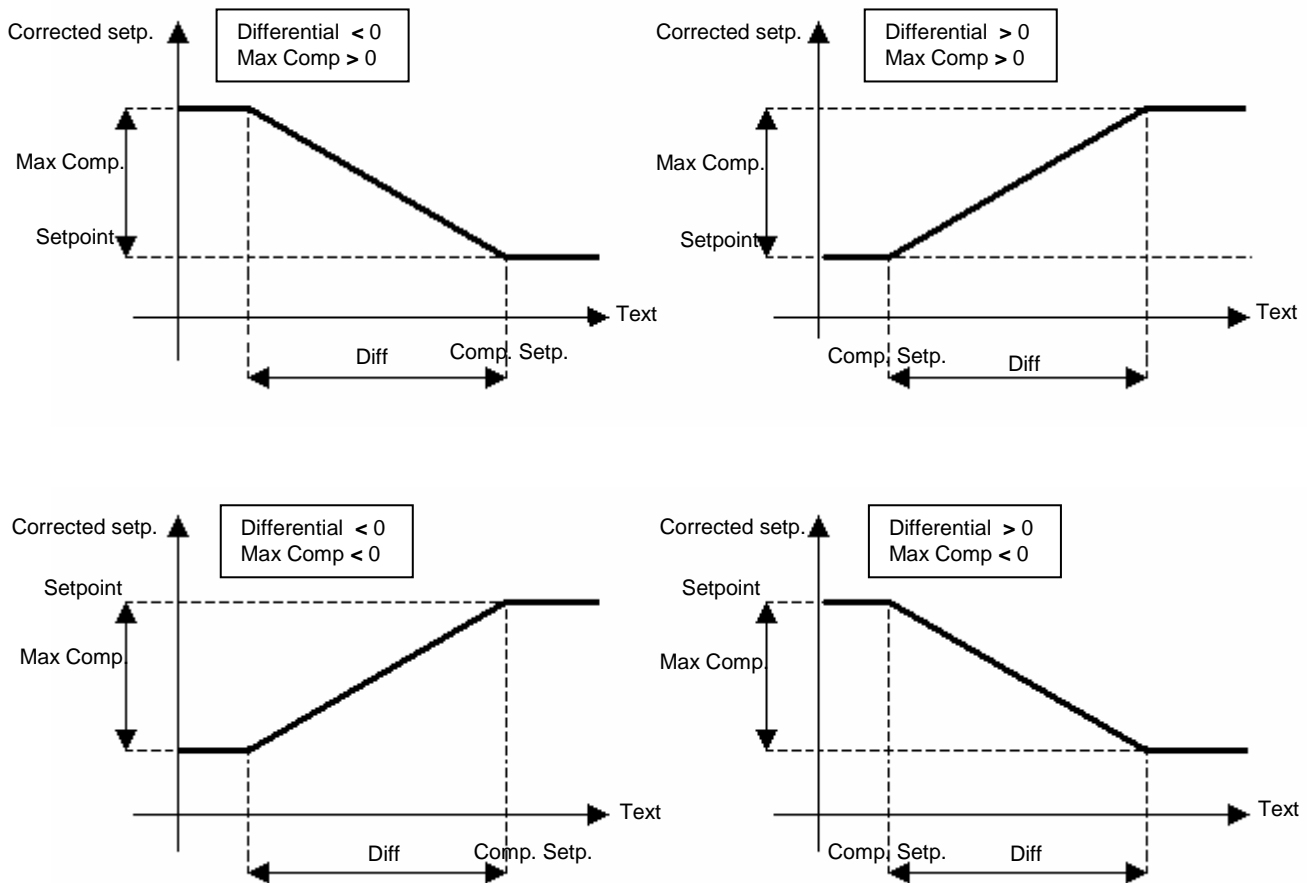 Corrected setp.
Differential < 0
Max Comp > 0
Max Comp.
Setpoint
Text
Diff
Comp. Setp.
Corrected setp.
Differential > 0
Max Comp > 0
Max Comp.
Setpoint
Text
Comp. Setp.
Diff
Corrected setp.
Differential < 0
Max Comp < 0
Setpoint
Max Comp.
Text
Diff
Comp. Setp.
Corrected setp.
Differential > 0
Max Comp < 0
Setpoint
Max Comp.
Text
Comp. Setp.
Diff